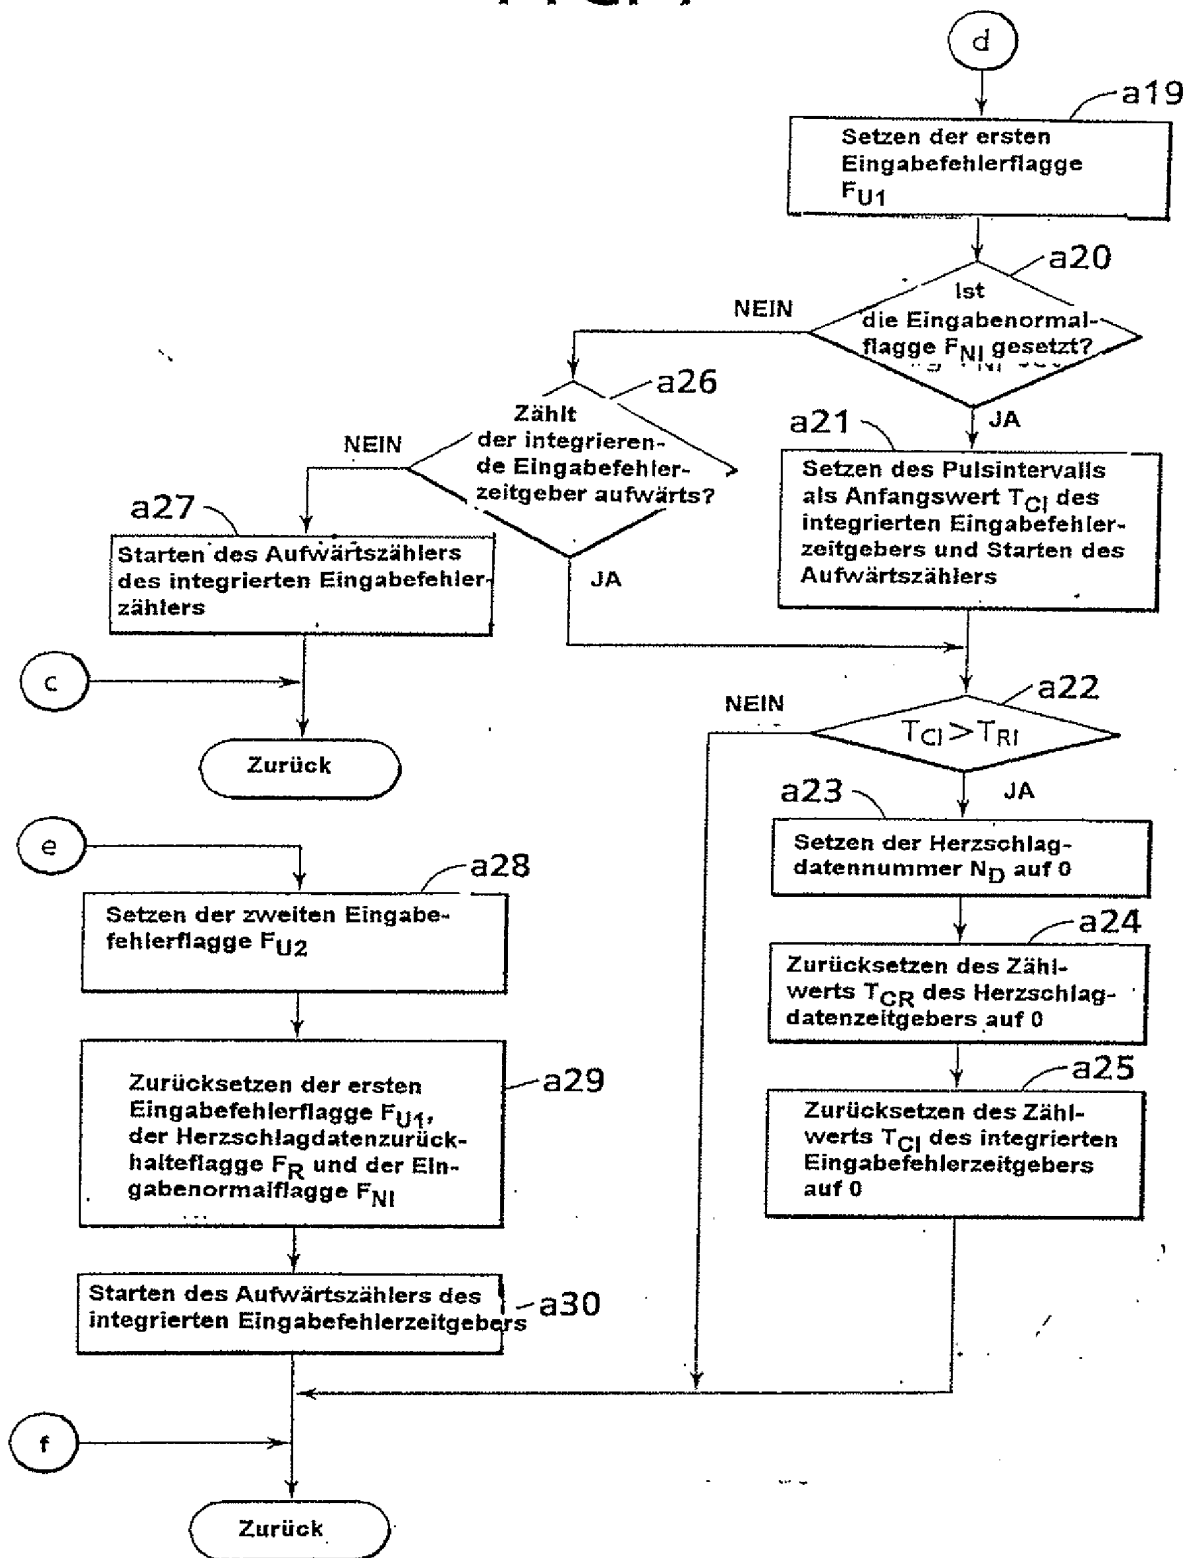 d
a19
Setzen der ersten
Eingabefehlerflagge
FU1
a20
Ist
die Eingabenormal-
flagge FNI gesetzt?
NEIN
JA
a26
Zählt
der integrieren-
de Eingabefehler-
zeitgeber aufwärts?
NEIN
JA
a21
Setzen des Pulsintervalls
als Anfangswert TCI des
integrierten Eingabefehler-
zeitgebers und Starten des
Aufwärtszählers
a27
Starten des Aufwärtszählers
des integrierten Eingabefehler-
zählers
c
Zurück
a22
TCI>TRI
NEIN
JA
a23
Setzen der Herzschlag-
datennummer ND auf 0
a24
Zurücksetzen des Zähl-
werts TCR des Herzschlag-
datenzeitgebers auf 0
a25
Zurücksetzen des Zähl-
werts TCI des integrierten
Eingabefehlerzeitgebers
auf 0
e
a28
Setzen der zweiten Eingabe-
fehlerflagge FU2
a29
Zurücksetzen der ersten
Eingabefehlerflagge FU1,
der Herzschlagdatenzurück-
halteflagge FR und der Ein-
gabenormalflagge FNI
a30
Starten des Aufwärtszählers des
integrierten Eingabefehlerzeitgebers
f
Zurück